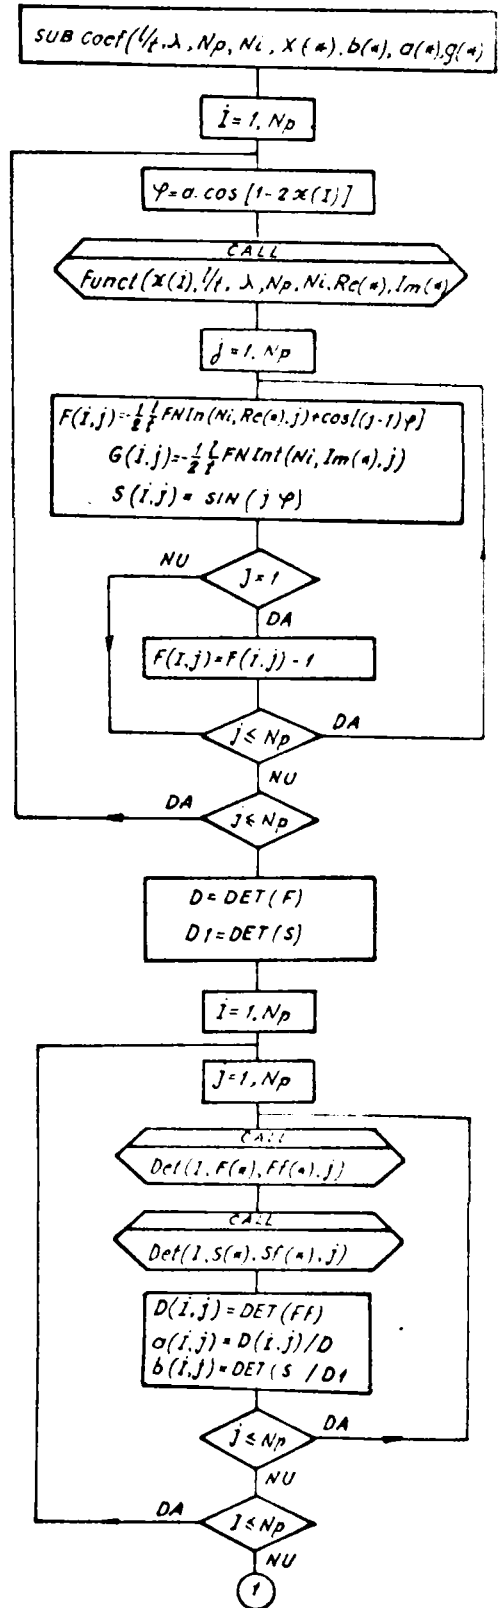 SUB Coef(l/t, λ, Np, Ni, X(*), b(*), a(*), g(*)
I=1, Np
φ=a.cos[1-2x(I)]
CALL
Funct(x(I), l/t, λ, Np, Ni, Re(*), Im(*)
j=1, Np
F(i,j)=-1/2 l/t FNIn(Ni, Re(*), j)+cos[(j-1)φ]
G(i,j)=-1/2 l/t FNInt(Ni, Im(*), j)
S(i,j) = SIN(jφ)
NU
J=1
DA
F(I,j)=F(i,j)-1
j≤Np
DA
NU
DA
j≤Np
D=DET(F)
D1=DET(S)
I=1, Np
J=1, Np
CALL
Det(I, F(*), Ff(*), j)
CALL
Det(I, S(*), Sf(*), j)
D(i,j)=DET(Ff)
a(i,j)=D(i,j)/D
b(i,j)=DET(S /D1
j≤Np
DA
NU
DA
I≤Np
NU
1